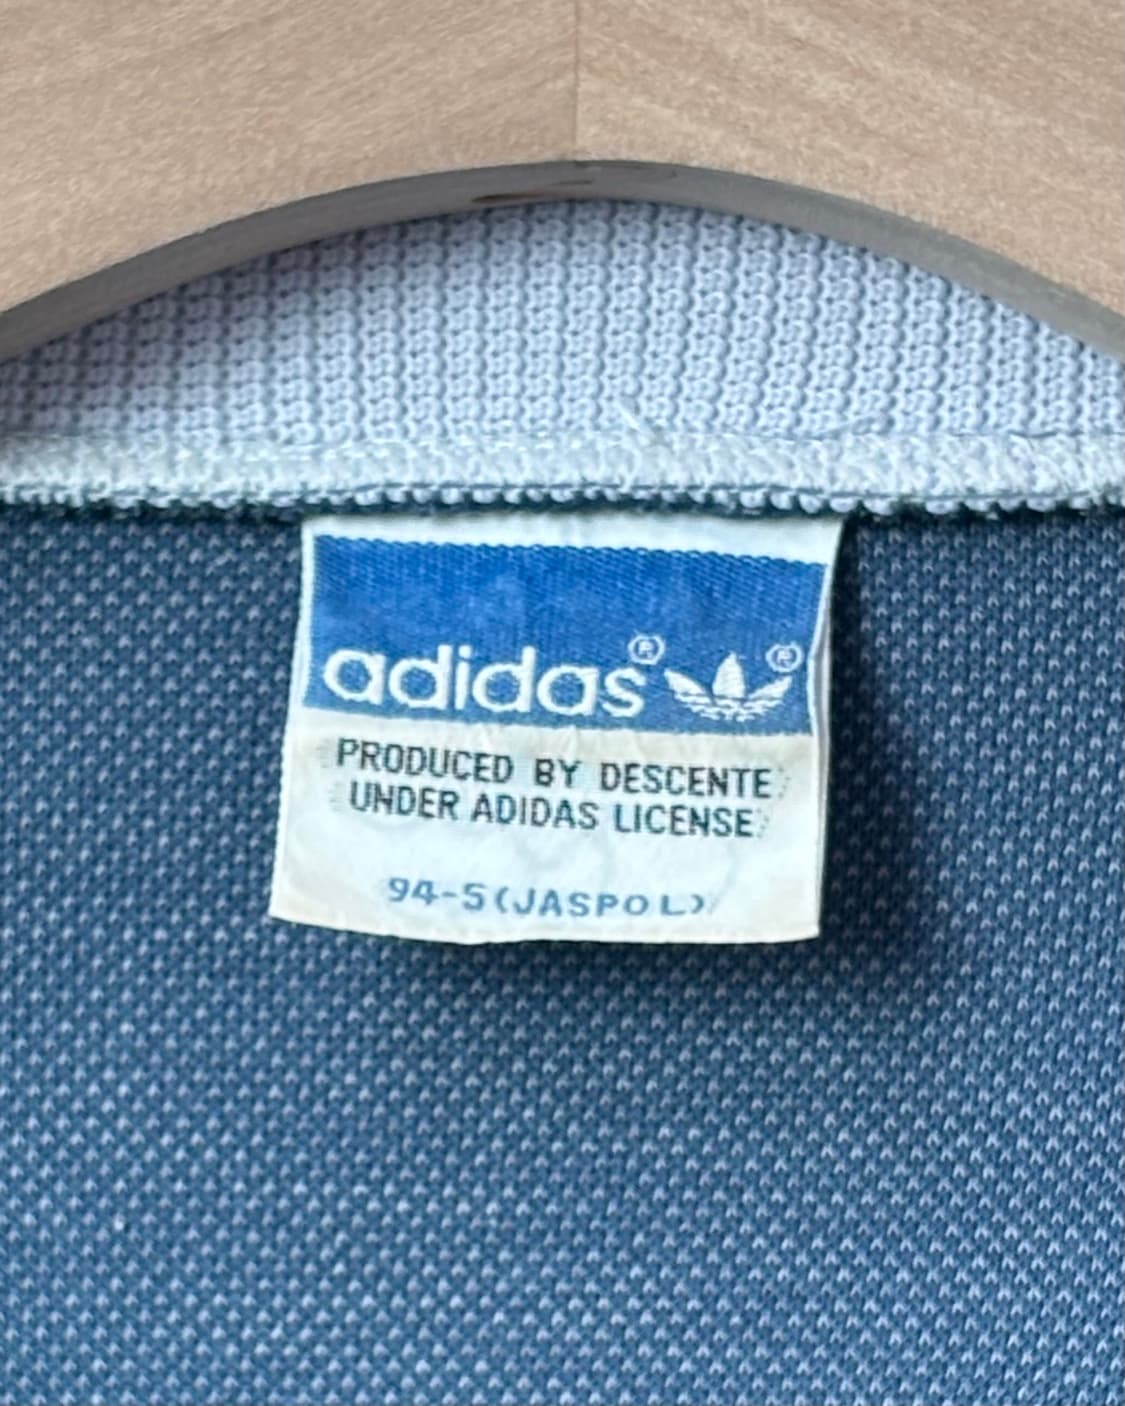 adidas® ®
PRODUCED BY DESCENTE
UNDER ADIDAS LICENSE
94-5(JASPOL)